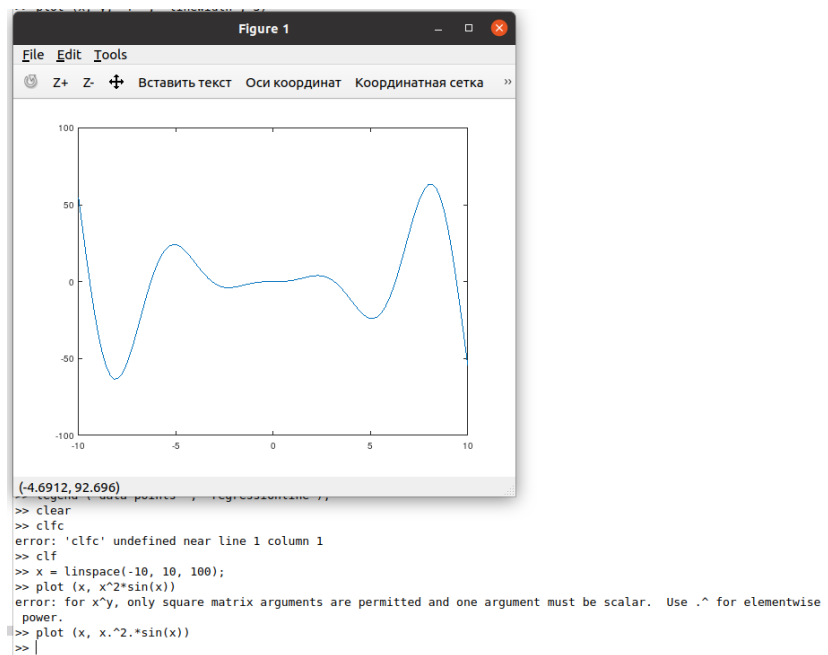 Figure 1
File Edit Tools
Z+ Z- Вставить текст Оси координат Координатная сетка »
100
50
0
-50
-100
-10 -5 0 5 10
(-4.6912, 92.696)
>> clear
>> clfc
error: 'clfc' undefined near line 1 column 1
>> clf
>> x = linspace(-10, 10, 100);
>> plot (x, x^2*sin(x))
error: for x^y, only square matrix arguments are permitted and one argument must be scalar.  Use .^ for elementwise
power.
>> plot (x, x.^2.*sin(x))
>>